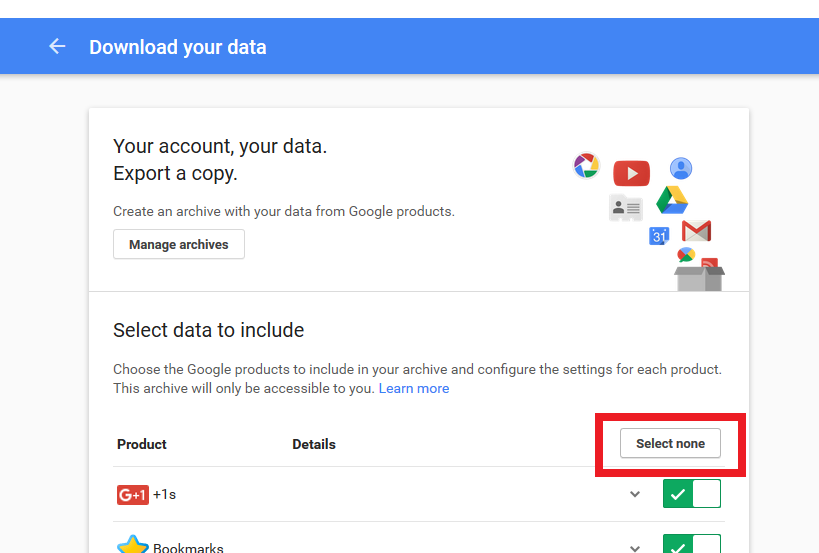 Download your data
Your account, your data.
Export a copy.
Create an archive with your data from Google products.
Manage archives
31
Select data to include
Choose the Google products to include in your archive and configure the settings for each product.
This archive will only be accessible to you. Learn more
Product Details Select none
G+1 +1s
Bookmarks